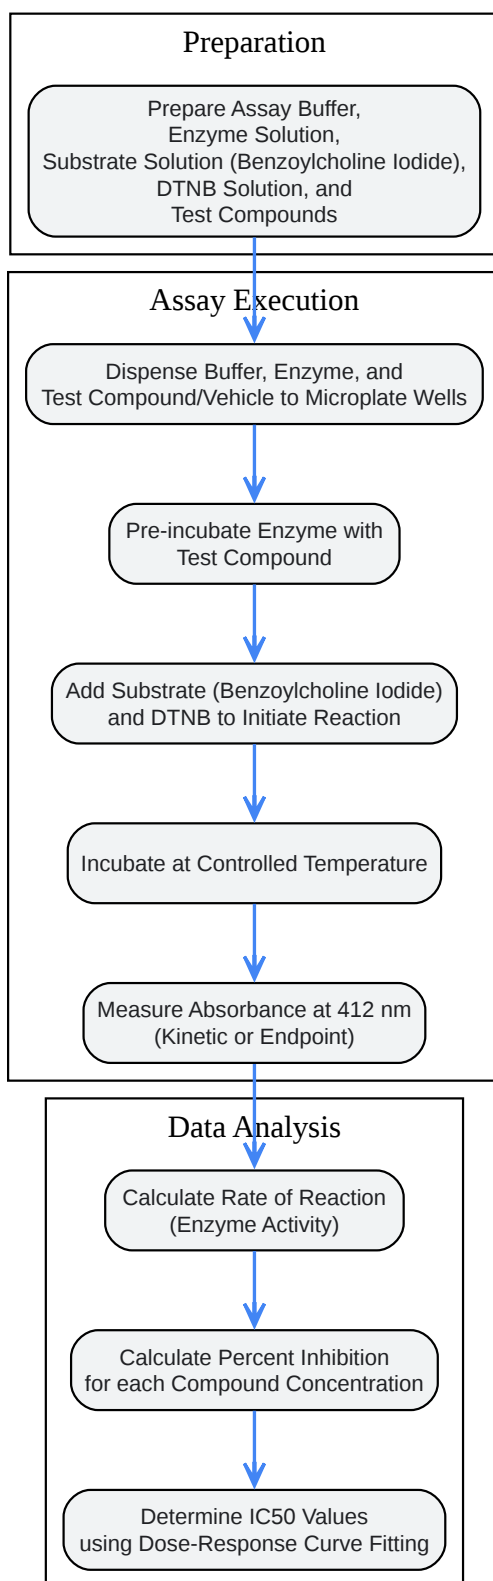 Preparation
Prepare Assay Buffer,
Enzyme Solution,
Substrate Solution (Benzoylcholine Iodide),
DTNB Solution, and
Test Compounds
Assay Execution
Dispense Buffer, Enzyme, and
Test Compound/Vehicle to Microplate Wells
Pre-incubate Enzyme with
Test Compound
Add Substrate (Benzoylcholine Iodide)
and DTNB to Initiate Reaction
Incubate at Controlled Temperature
Measure Absorbance at 412 nm
(Kinetic or Endpoint)
Data Analysis
Calculate Rate of Reaction
(Enzyme Activity)
Calculate Percent Inhibition
for each Compound Concentration
Determine IC50 Values
using Dose-Response Curve Fitting